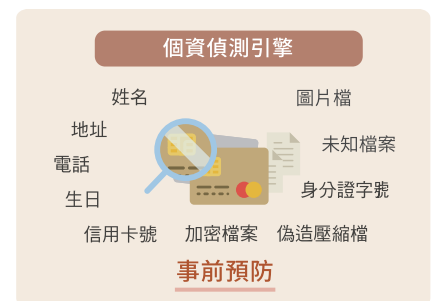 個資偵測引擎
姓名
圖片檔
地址
未知檔案
電話
身分證字號
生日
信用卡號
加密檔案
偽造壓縮檔
事前預防